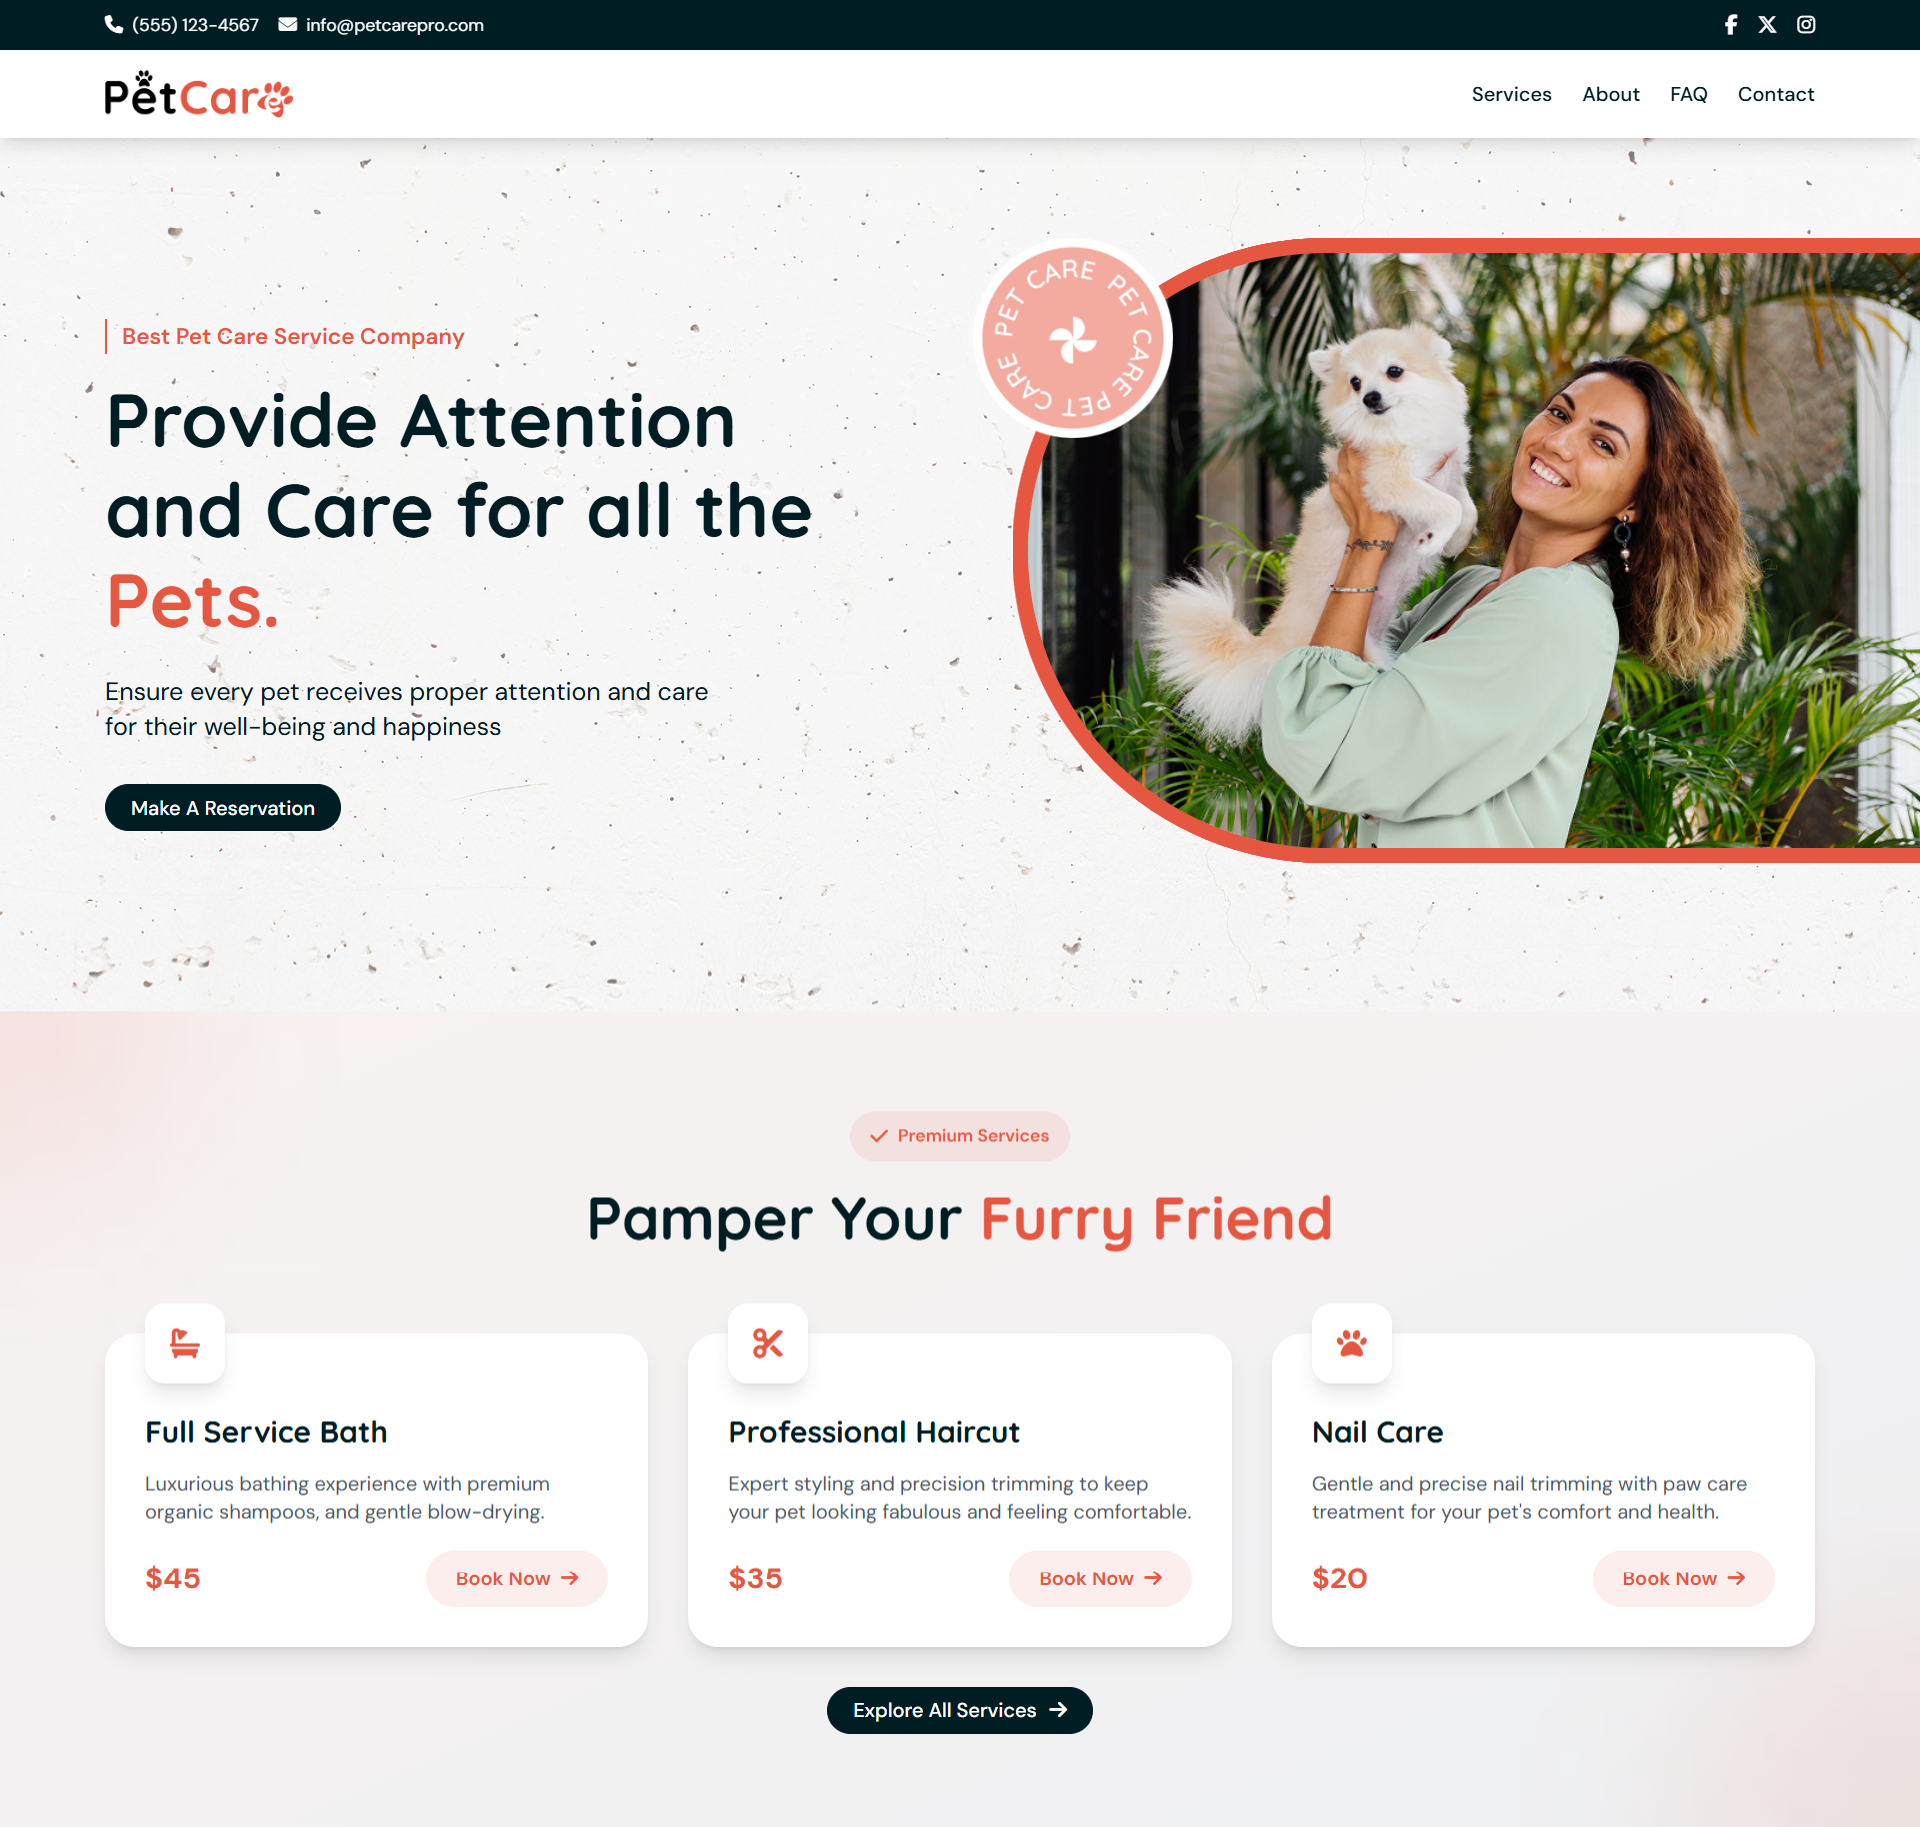 (555) 123-4567 info@petcarepro.com
PetCare
Services About FAQ Contact
PET CARE PET CARE PET CARE PET CARE
Best Pet Care Service Company
Provide Attention
and Care for all the
Pets.
Ensure every pet receives proper attention and care
for their well-being and happiness
Make A Reservation
Premium Services
Pamper Your Furry Friend
Full Service Bath
Luxurious bathing experience with premium
organic shampoos, and gentle blow-drying.
$45 Book Now
Professional Haircut
Expert styling and precision trimming to keep
your pet looking fabulous and feeling comfortable.
$35 Book Now
Nail Care
Gentle and precise nail trimming with paw care
treatment for your pet's comfort and health.
$20 Book Now
Explore All Services